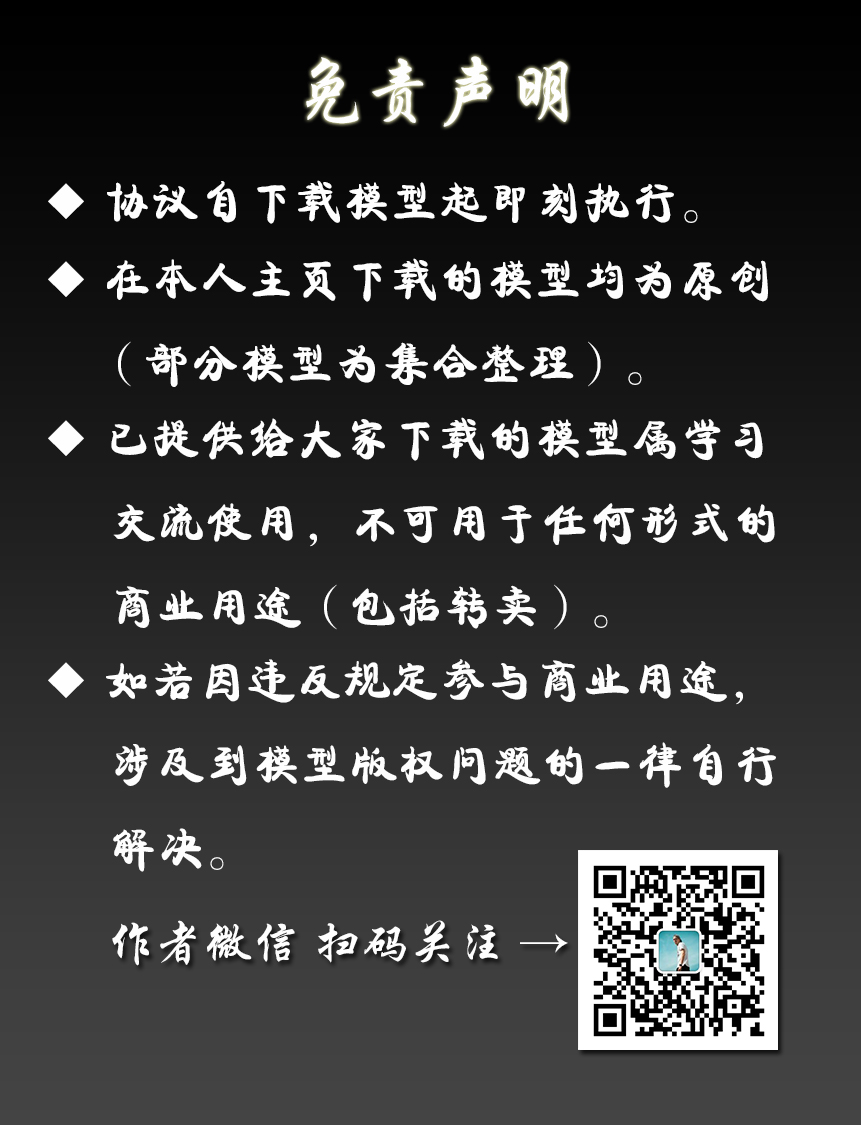 免责声明
◆ 协议自下载模型起即刻执行。
◆ 在本人主页下载的模型均为原创
（部分模型为集合整理）。
◆ 已提供给大家下载的模型属学习
交流使用，不可用于任何形式的
商业用途（包括转卖）。
◆ 如若因违反规定参与商业用途，
涉及到模型版权问题的一律自行
解决。
作者微信 扫码关注 →